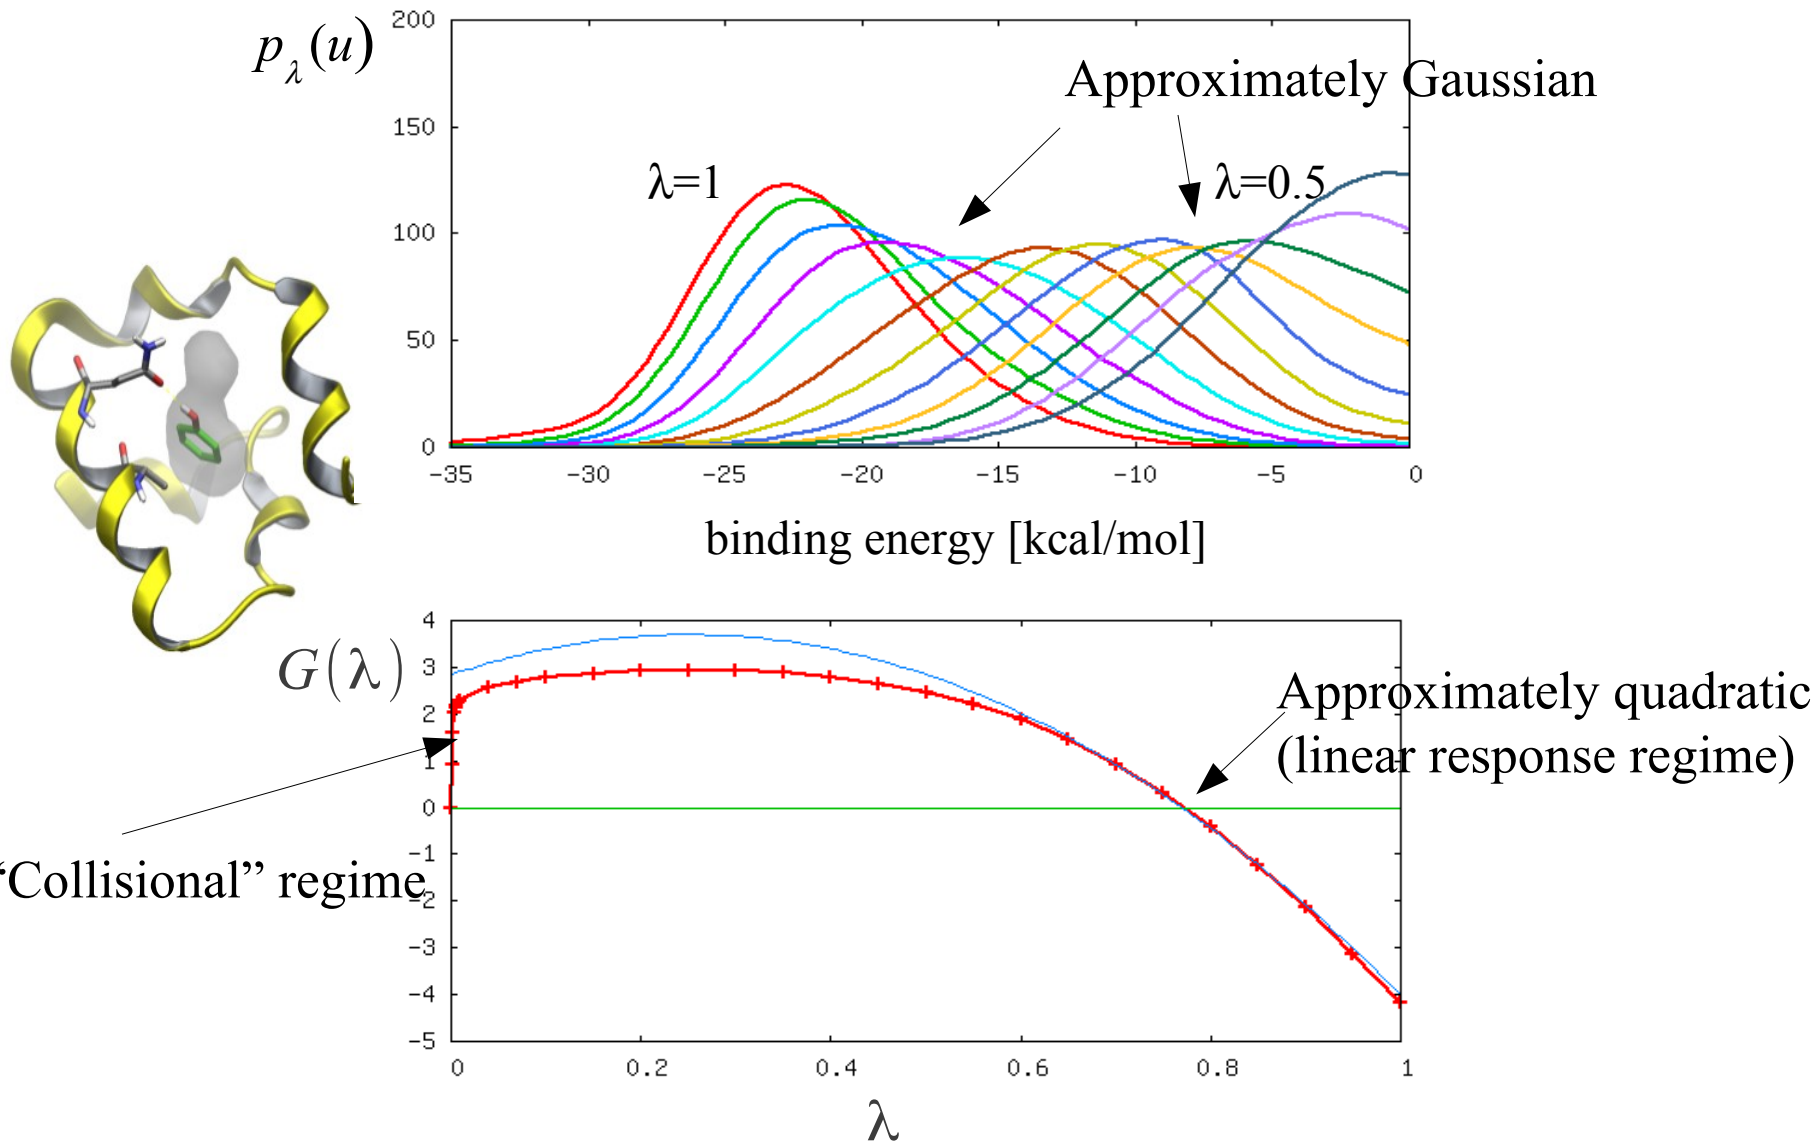 p_λ(u)
200
150
100
50
0
Approximately Gaussian
λ=1
λ=0.5
-35 -30 -25 -20 -15 -10 -5 0
binding energy [kcal/mol]
G(λ)
4
3
2
1
0
-1
-2
-3
-4
-5
Approximately quadratic
(linear response regime)
“Collisional” regime
0 0.2 0.4 0.6 0.8 1
λ